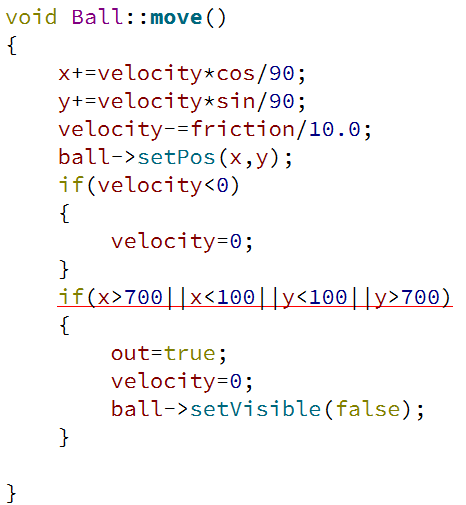 void Ball::move()
{
    x+=velocity*cos/90;
    y+=velocity*sin/90;
    velocity-=friction/10.0;
    ball->setPos(x,y);
    if(velocity<0)
    {
        velocity=0;
    }
    if(x>700||x<100||y<100||y>700)
    {
        out=true;
        velocity=0;
        ball->setVisible(false);
    }
}